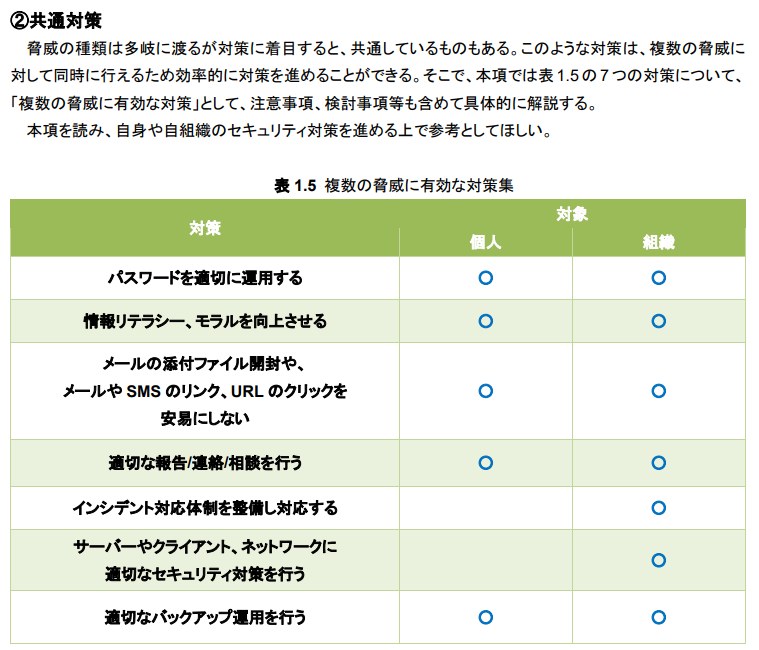 ②共通対策
脅威の種類は多岐に渡るが対策に着目すると、共通しているものもある。このような対策は、複数の脅威に
対して同時に行えるため効率的に対策を進めることができる。そこで、本項では表 1.5 の 7 つの対策について、
「複数の脅威に有効な対策」として、注意事項、検討事項等も含めて具体的に解説する。
本項を読み、自身や自組織のセキュリティ対策を進める上で参考としてほしい。
表 1.5 複数の脅威に有効な対策集
対策
対象
個人
組織
パスワードを適切に運用する
○ ○
情報リテラシー、モラルを向上させる
○ ○
メールの添付ファイル開封や、
メールや SMS のリンク、URL のクリックを
安易にしない
○ ○
適切な報告/連絡/相談を行う
○ ○
インシデント対応体制を整備し対応する
○
サーバーやクライアント、ネットワークに
適切なセキュリティ対策を行う
○
適切なバックアップ運用を行う
○ ○